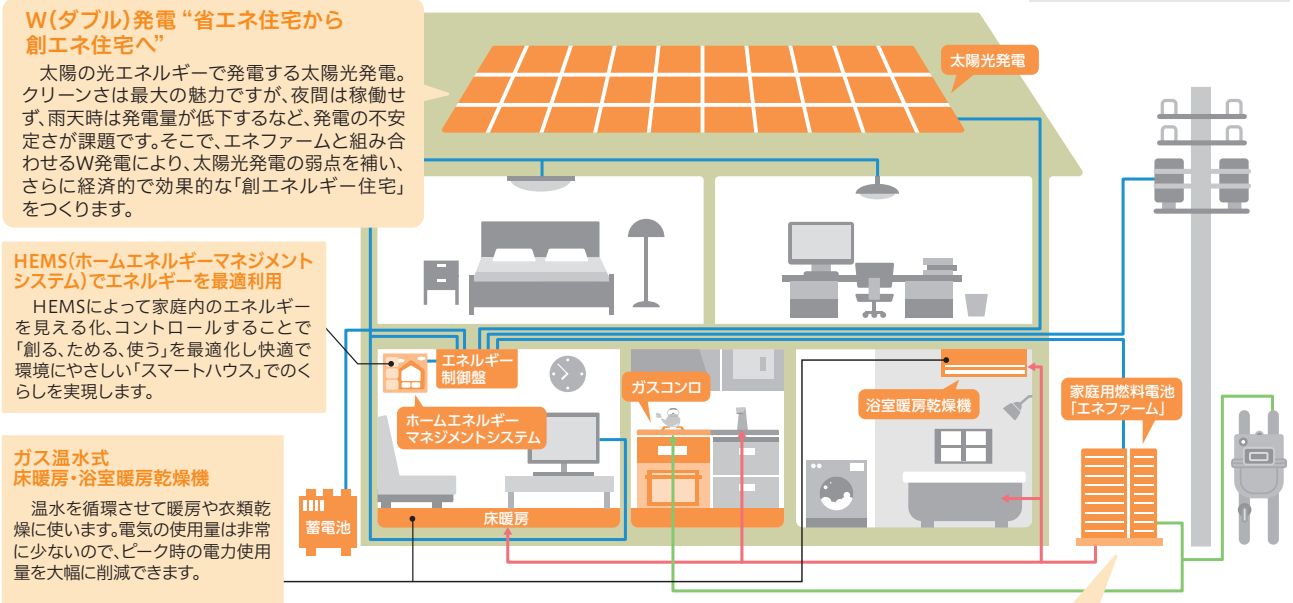 W(ダブル)発電 “省エネ住宅から
創エネ住宅へ”
太陽の光エネルギーで発電する太陽光発電。
クリーンさは最大の魅力ですが、夜間は稼働せ
ず、雨天時は発電量が低下するなど、発電の不安
定さが課題です。そこで、エネファームと組み合
わせるW発電により、太陽光発電の弱点を補い、
さらに経済的で効果的な「創エネルギー住宅」
をつくります。
太陽光発電
HEMS(ホームエネルギーマネジメント
システム)でエネルギーを最適利用
HEMSによって家庭内のエネルギー
を見える化、コントロールすることで
「創る、ためる、使う」を最適化し快適で
環境にやさしい「スマートハウス」でのく
らしを実現します。
エネルギー
制御盤
ホームエネルギー
マネジメントシステム
ガスコンロ
浴室暖房乾燥機
家庭用燃料電池
「エネファーム」
ガス温水式
床暖房・浴室暖房乾燥機
温水を循環させて暖房や衣類乾
燥に使います。電気の使用量は非常
に少ないので、ピーク時の電力使用
量を大幅に削減できます。
蓄電池
床暖房